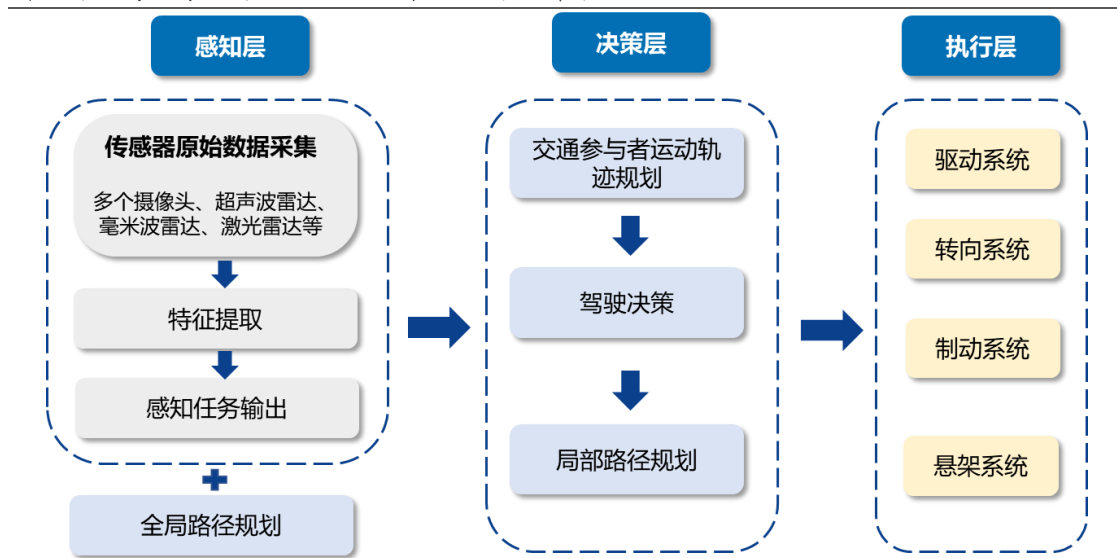 感知层
传感器原始数据采集
多个摄像头、超声波雷达、
毫米波雷达、激光雷达等
特征提取
感知任务输出
全局路径规划
决策层
交通参与者运动轨
迹规划
驾驶决策
局部路径规划
执行层
驱动系统
转向系统
制动系统
悬架系统